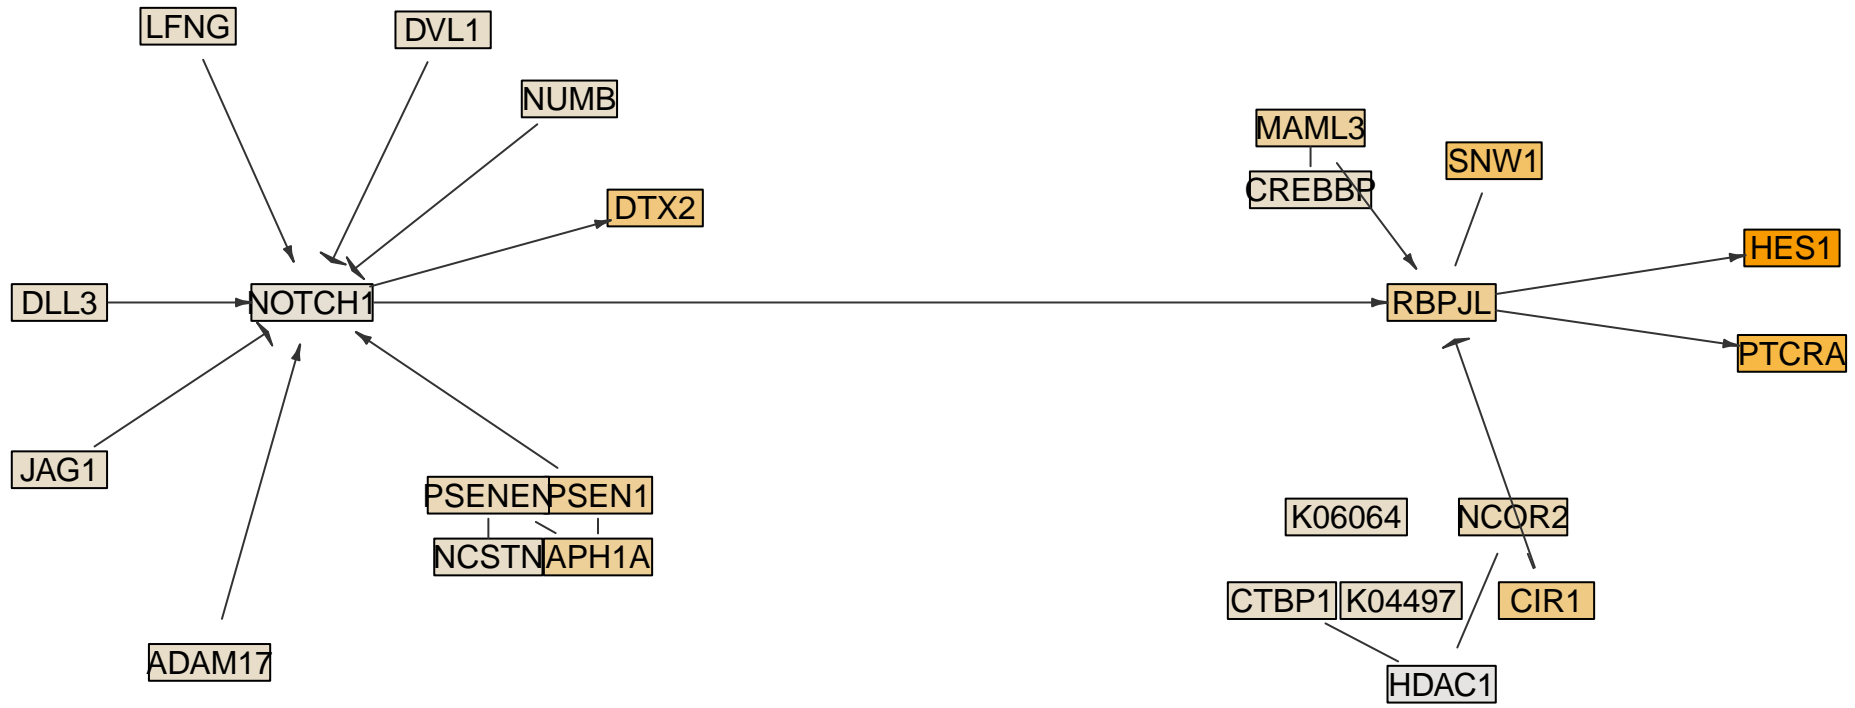 LFNG
DVL1
NUMB
MAML3
SNW1
CREBBP
DTX2
HES1
DLL3
NOTCH1
RBPJL
PTCRA
JAG1
PSENEN
PSEN1
K06064
NCOR2
NCSTN
APH1A
CTBP1
K04497
CIR1
ADAM17
HDAC1